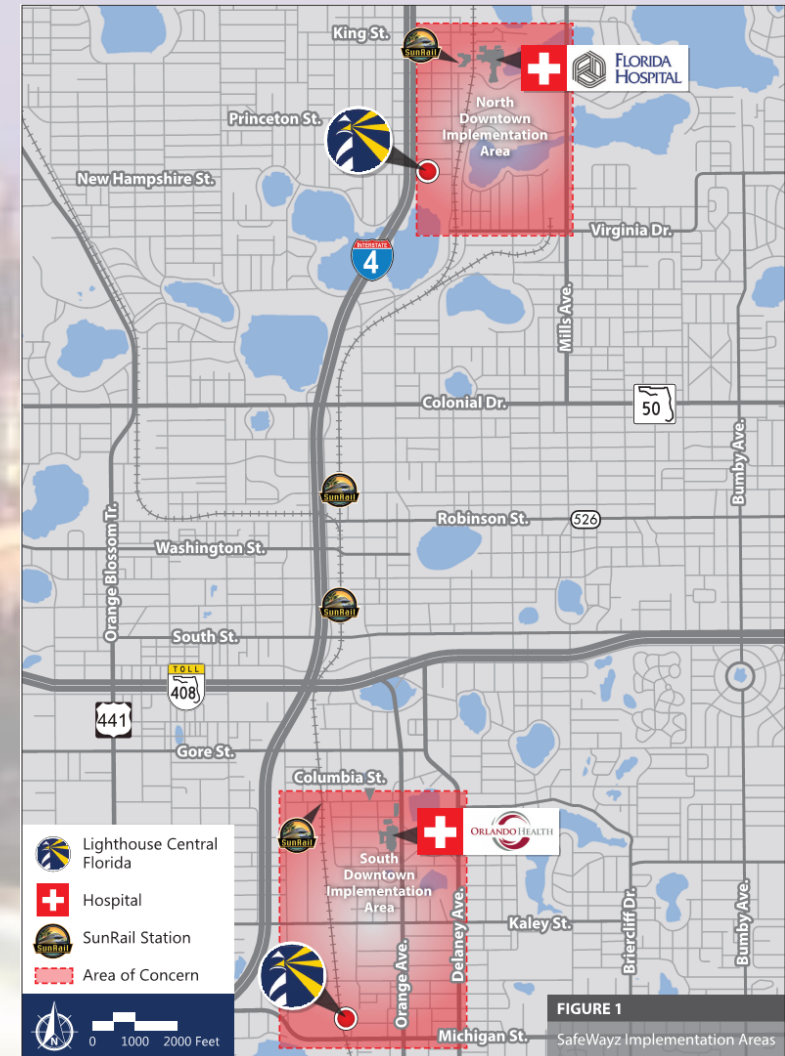 King St.
SunRail
FLORIDA
HOSPITAL
North
Downtown
Implementation
Area
Princeton St.
New Hampshire St.
Virginia Dr.
INTERSTATE
4
Mills Ave.
Colonial Dr.
50
Bumby Ave.
Orange Blossom Tr.
SunRail
Robinson St.
526
Washington St.
SunRail
South St.
TOLL
408
441
Gore St.
Columbia St.
SunRail
ORLANDO HEALTH
South
Downtown
Implementation
Area
Orange Ave.
Delaney Ave.
Kaley St.
Briercliff Dr.
Bumby Ave.
Michigan St.
Lighthouse Central
Florida
Hospital
SunRail
SunRail Station
Area of Concern
N
0 1000 2000 Feet
FIGURE 1
SafeWayz Implementation Areas